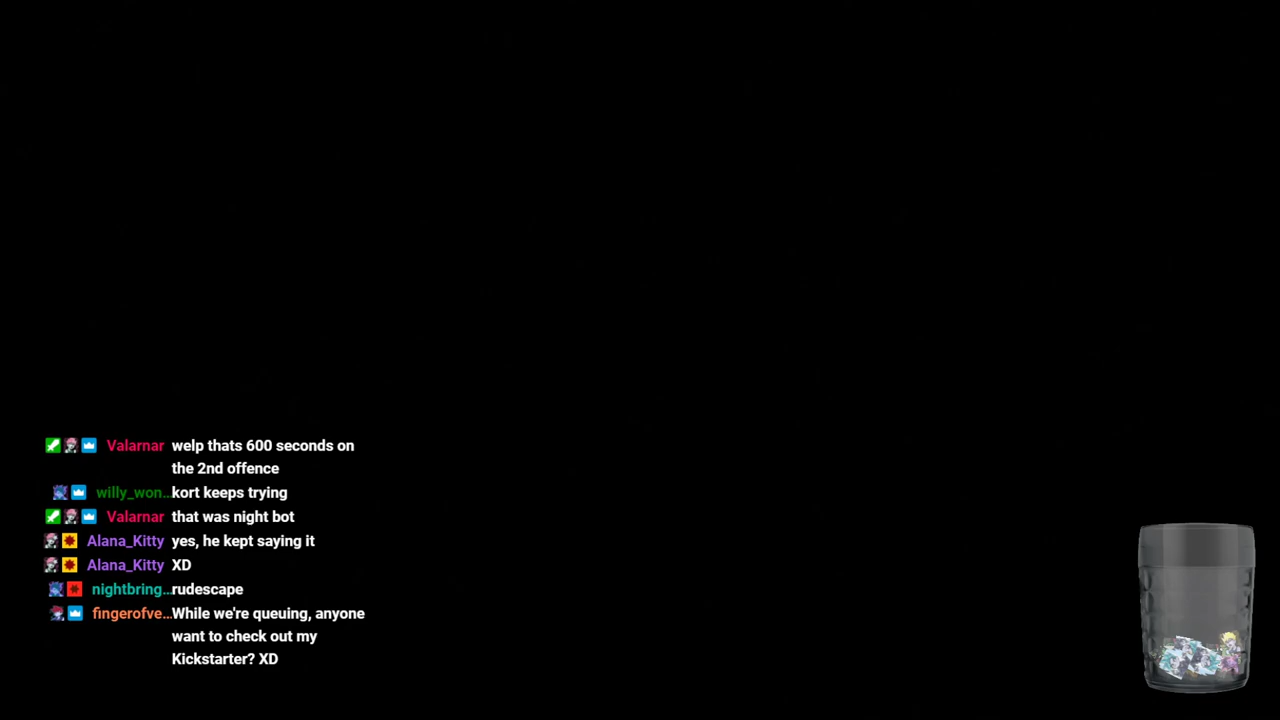 Valarnar welp thats 600 seconds on
the 2nd offence
willy_won... kort keeps trying
Valarnar that was night bot
Alana_Kitty yes, he kept saying it
Alana_Kitty XD
nightbring... rudescape
fingerofve... While we're queuing, anyone
want to check out my
Kickstarter? XD